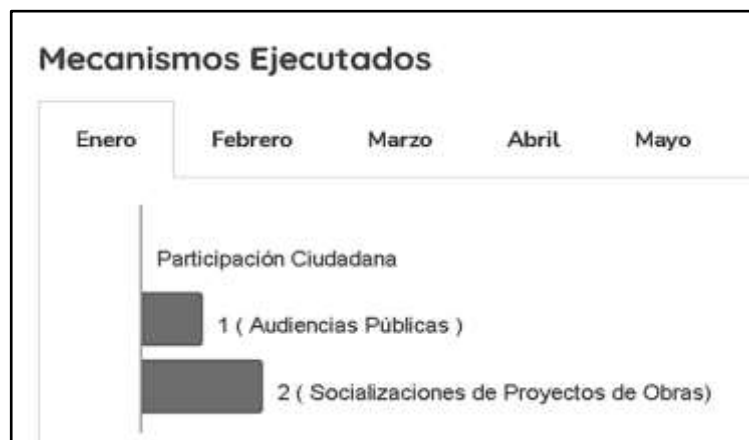 Mecanismos Ejecutados
Enero Febrero Marzo Abril Mayo
Participación Ciudadana
1 ( Audiencias Públicas )
2 ( Socializaciones de Proyectos de Obras)